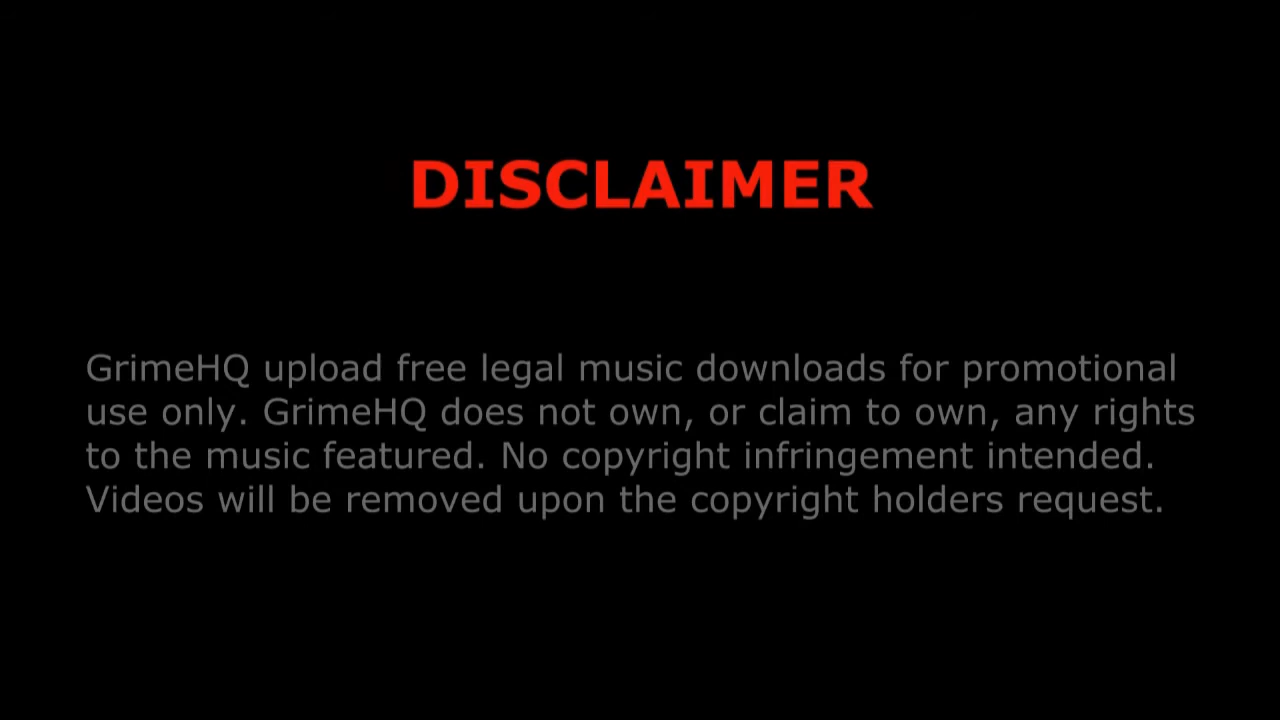 DISCLAIMER
GrimeHQ upload free legal music downloads for promotional
use only. GrimeHQ does not own, or claim to own, any rights
to the music featured. No copyright infringement intended.
Videos will be removed upon the copyright holders request.